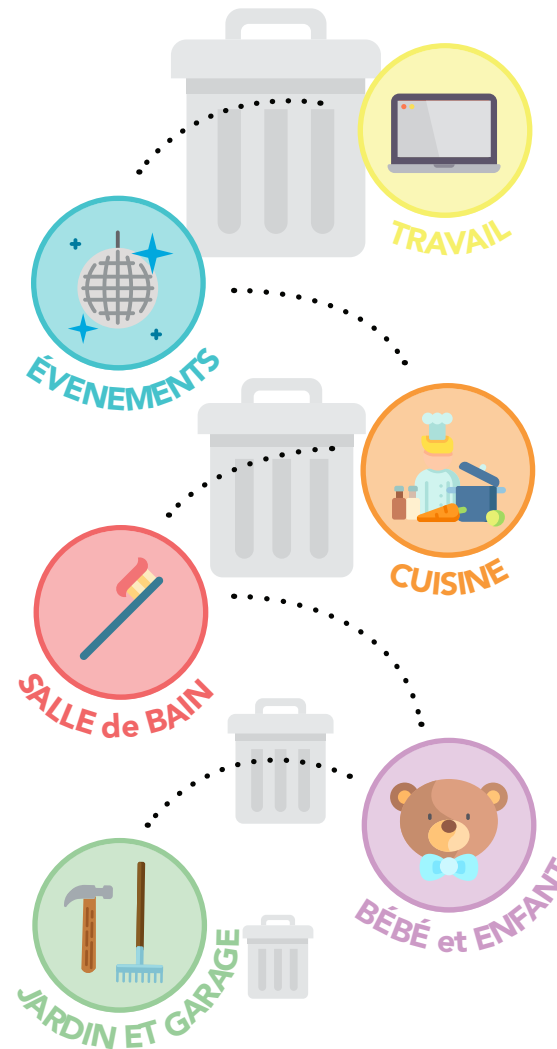 TRAVAIL
ÉVENEMENTS
CUISINE
SALLE de BAIN
BÉBÉ et ENFANT
JARDIN ET GARAGE